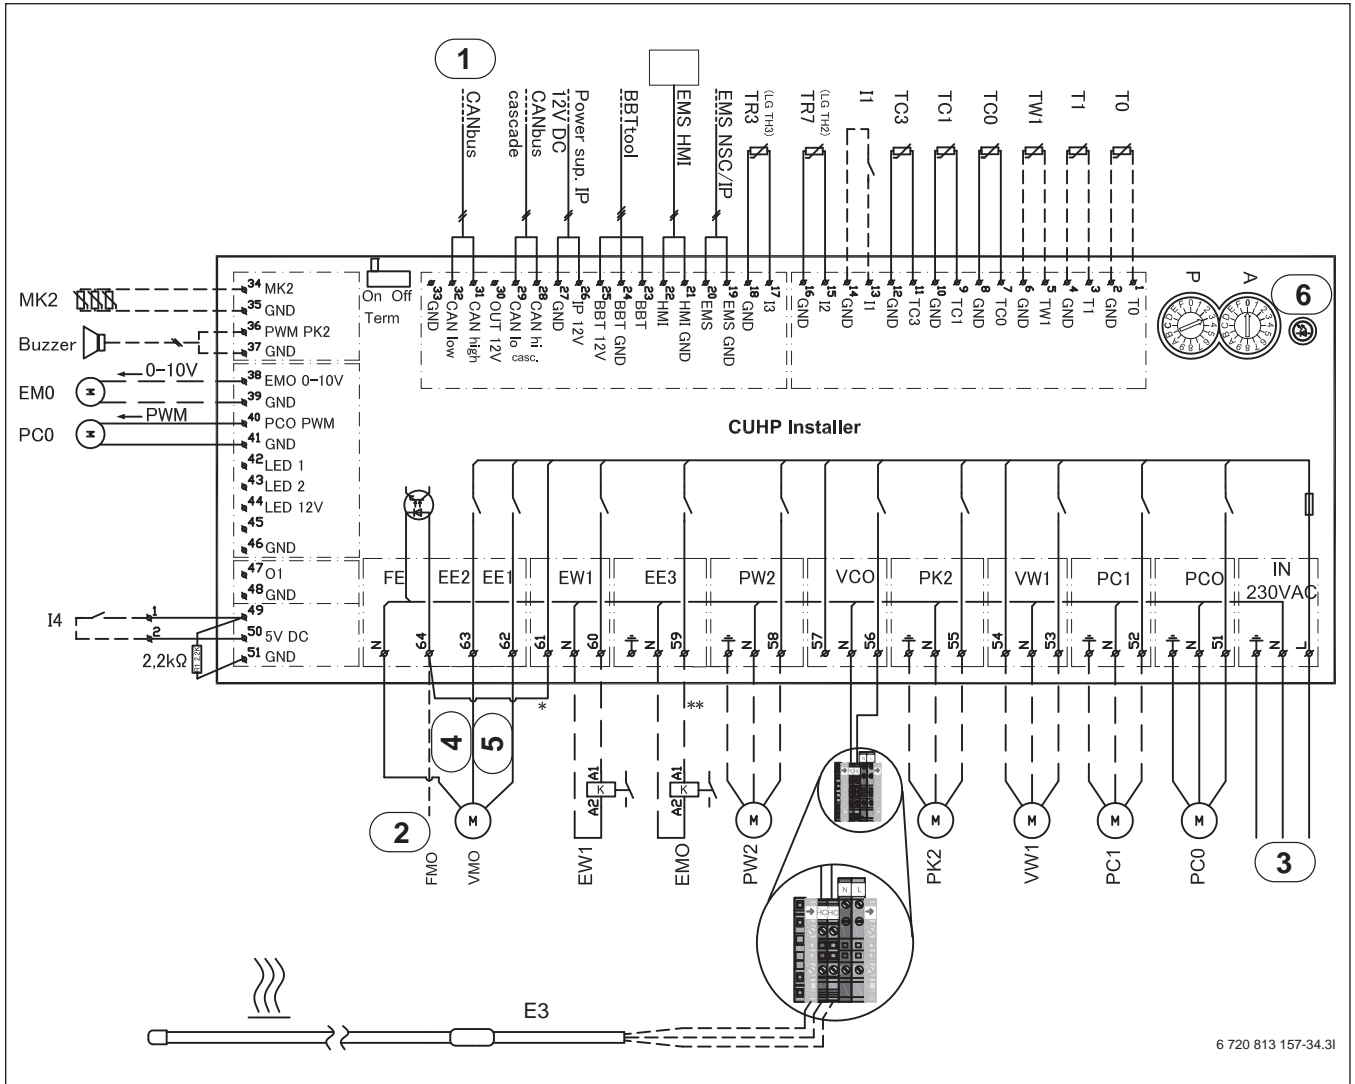 1
CANbus
CANbus
cascade
Power sup. IP
12V DC
BBTtool
EMS HMI
EMS NSC/IP
TR3
(LG TH3)
TR7
(LG TH2)
I1
TC3
TC1
TC0
TW1
T1
T0
MK2
Buzzer
EM0
0-10V
PC0
PWM
34 MK2
35 GND
36 PWM PK2
37 GND
38 EMO 0-10V
39 GND
40 PCO PWM
41 GND
42 LED 1
43 LED 2
44 LED 12V
45
46 GND
47 O1
48 GND
49
50 5V DC
51 GND
On Off
Term
33 GND
32 CAN low
31 CAN high
30 OUT 12V
29 CAN lo
28 CAN hi
casc.
27 GND
26 IP 12V
25 BBT 12V
24 BBT GND
23 BBT
22 HMI
21 HMI GND
20 EMS
19 EMS GND
18 GND
17 I3
16 GND
15 I2
14 GND
13 I1
12 GND
11 TC3
10 GND
9 TC1
8 GND
7 TC0
6 GND
5 TW1
4 GND
3 T1
2 GND
1 T0
P
A
6
CUHP Installer
I4
1
2
2,2kΩ
R1 2.2K
FE
EE2
EE1
EW1
EE3
PW2
VCO
PK2
VW1
PC1
PCO
IN
230VAC
N
64
63
62
61
N
60
N
59
N
58
57
N
56
N
55
54
N
53
N
52
N
51
N
L
*
**
4
5
2
3
FMO
VMO
M
A1
K
A2
EW1
A1
K
A2
EMO
M
PW2
M
PK2
M
VW1
M
PC1
M
PC0
N
L
HC
HC
E3
6 720 813 157-34.3I